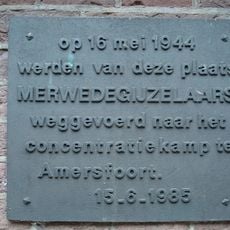 op 16 mei 1944
werden van deze plaats
MERWEDEGIJZELAARS
weggevoerd naar het
concentratiekamp te
Amersfoort.
15-6-1985